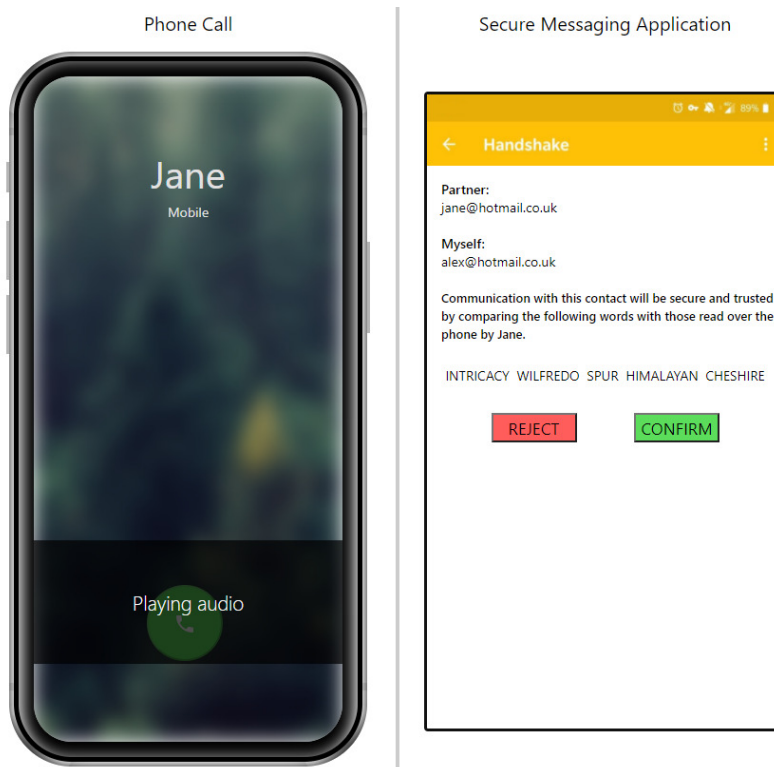 Phone Call
Jane
Mobile
Playing audio
Secure Messaging Application
89%
Handshake
Partner:
jane@hotmail.co.uk
Myself:
alex@hotmail.co.uk
Communication with this contact will be secure and trusted
by comparing the following words with those read over the
phone by Jane.
INTRICACY WILFREDO SPUR HIMALAYAN CHESHIRE
REJECT CONFIRM